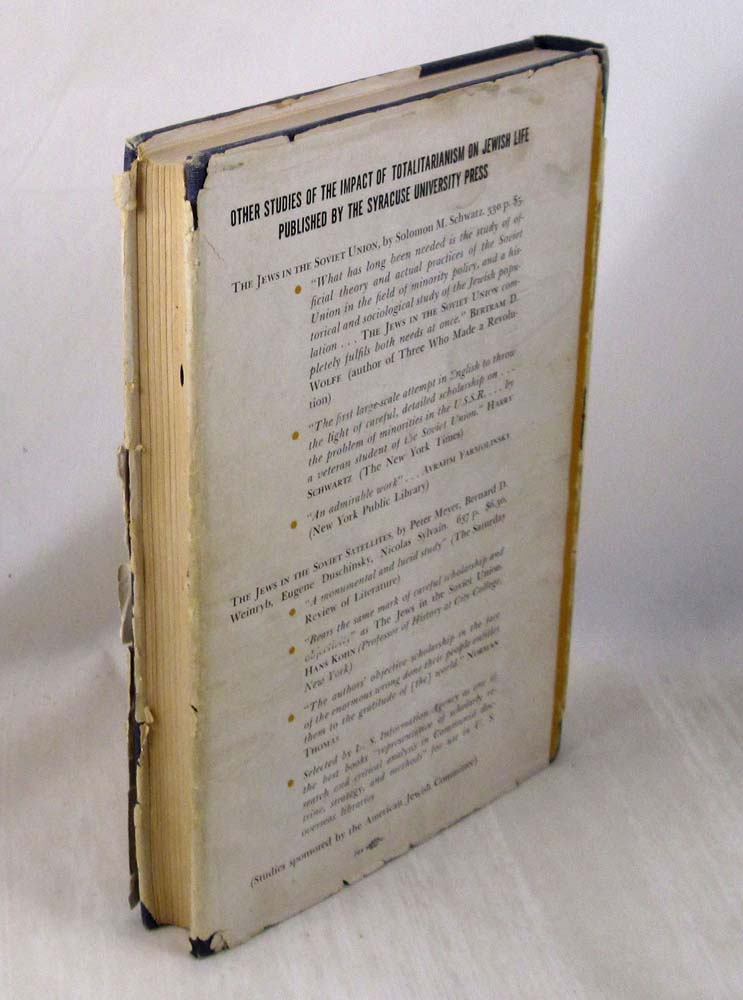 OTHER STUDIES OF THE IMPACT OF TOTALITARIANISM ON JEWISH LIFE
PUBLISHED BY THE SYRACUSE UNIVERSITY PRESS
THE JEWS IN THE SOVIET UNION, by Solomon M. Schwarz. 330 p. $5.
• "What has long been needed is the study of of-
ficial theory and actual practices of the Soviet
Union in the field of minority policy, and a his-
torical and sociological study of the Jewish popu-
lation . . . THE JEWS IN THE SOVIET UNION com-
pletely fulfils both needs at once." BERTRAM D.
WOLFE (author of Three Who Made a Revolu-
tion)
• "The first large-scale attempt in English to throw
the light of careful, detailed scholarship on . . .
the problem of minorities in the U.S.S.R. . . . by
a veteran student of the Soviet Union." HARRY
SCHWARTZ (The New York Times)
• "An admirable work" . . . AVRAHM YARMOLINSKY
(New York Public Library)
THE JEWS IN THE SOVIET SATELLITES, by Peter Meyer, Bernard D.
Weinryb, Eugene Duschinsky, Nicolas Sylvain. 637 p. $6.50.
• "A monumental and lucid study" (The Saturday
Review of Literature)
• "Bears the same mark of careful scholarship and
objectivity" as The Jews in the Soviet Union.
HANS KOHN (Professor of History at City College,
New York)
• "The authors' objective scholarship in the face
of the enormous wrong done their people entitles
them to the gratitude of [the] world." NORMAN
THOMAS
• Selected by U. S. Information Agency as one of
the best books "representative of scholarly re-
search and critical analysis in Communist doc-
trine, strategy, and methods" for use in U. S.
overseas libraries
(Studies sponsored by the American Jewish Committee)